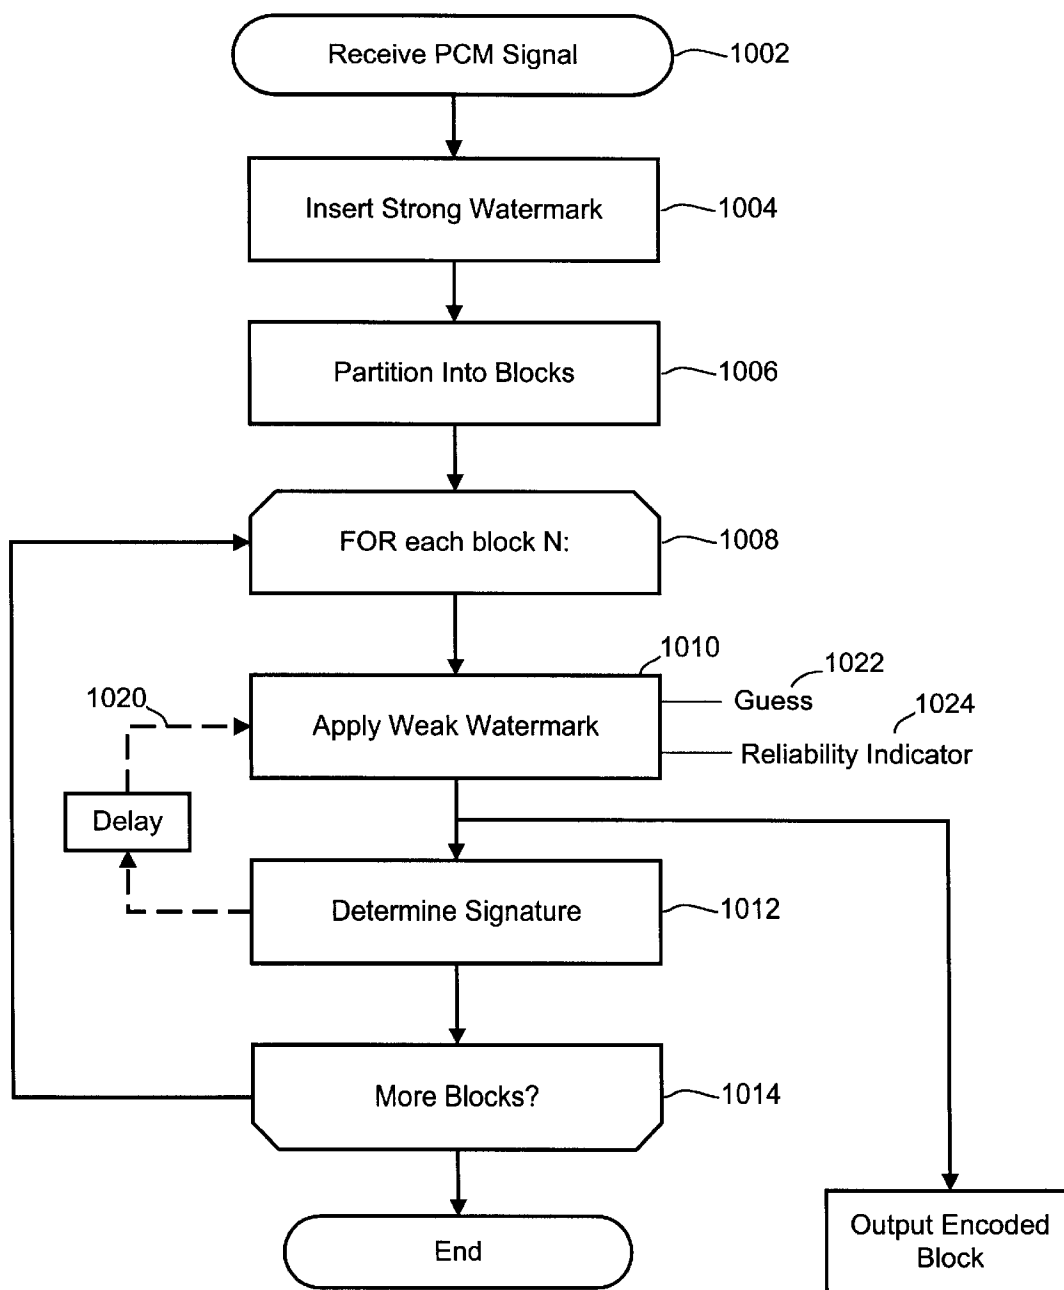 Receive PCM Signal
1002
Insert Strong Watermark
1004
Partition Into Blocks
1006
FOR each block N:
1008
1010
1022
Guess
1020
1024
Apply Weak Watermark
Reliability Indicator
Delay
Determine Signature
1012
More Blocks?
1014
End
Output Encoded
Block